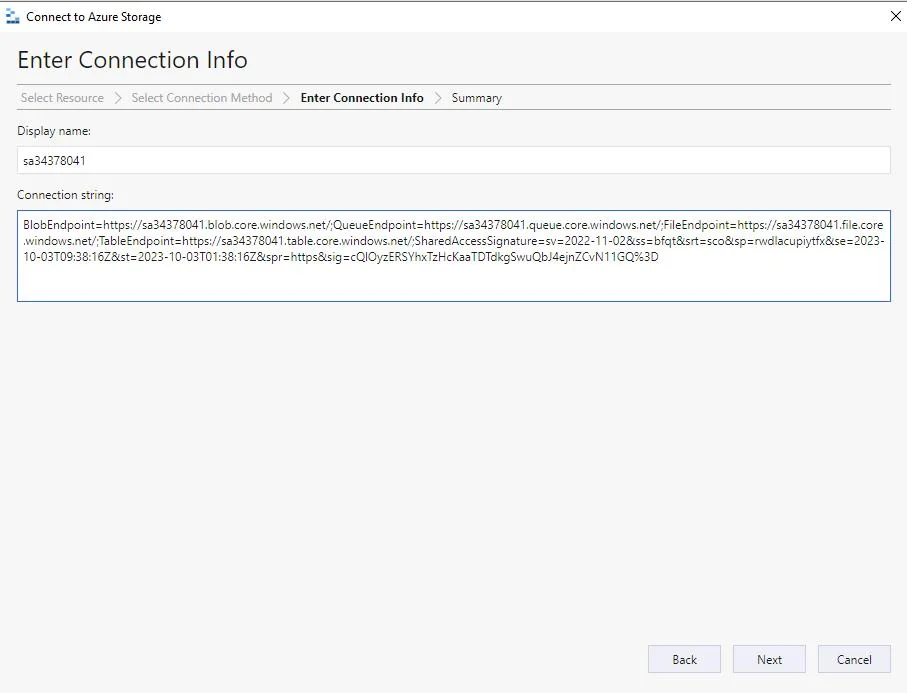 Connect to Azure Storage
Enter Connection Info
Select Resource > Select Connection Method > Enter Connection Info > Summary
Display name:
sa34378041
Connection string:
BlobEndpoint=https://sa34378041.blob.core.windows.net/;QueueEndpoint=https://sa34378041.queue.core.windows.net/;FileEndpoint=https://sa34378041.file.core
.windows.net/;TableEndpoint=https://sa34378041.table.core.windows.net/;SharedAccessSignature=sv=2022-11-02&ss=bfqt&srt=sco&sp=rwdlacupiytfx&se=2023-
10-03T09:38:16Z&st=2023-10-03T01:38:16Z&spr=https&sig=cQIOyzERSYhxTzHcKaaTDTdkgSwuQbJ4ejnZCvN11GQ%3D
Back Next Cancel